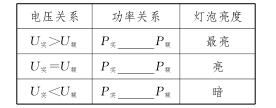 电压关系 功率关系 灯泡亮度
U实>U额 P实____P额 最亮
U实=U额 P实____P额 亮
U实<U额 P实____P额 暗